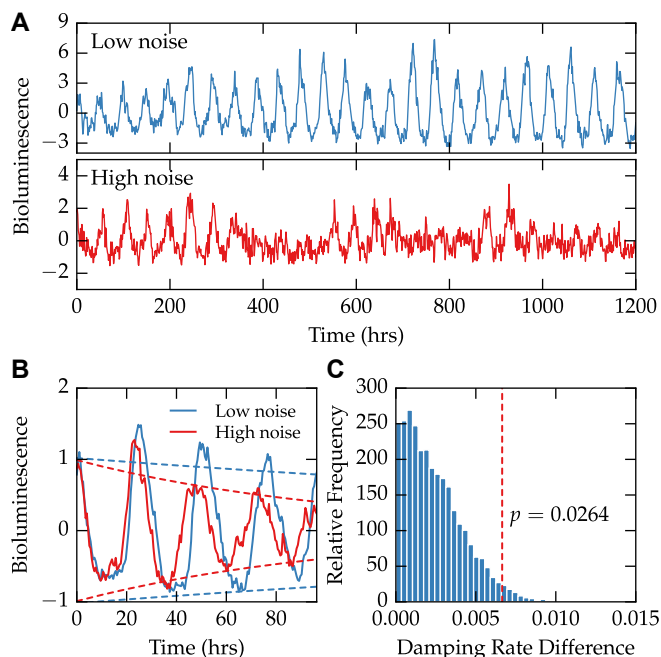 A
9
6
3
0
−3
Low noise
Bioluminescence
4
2
0
−2
High noise
0 200 400 600 800 1000 1200
Time (hrs)
B
2
1
0
−1
Bioluminescence
Low noise
High noise
0 20 40 60 80
Time (hrs)
C
300
250
200
150
100
50
0
Relative Frequency
p = 0.0264
0.000 0.005 0.010 0.015
Damping Rate Difference